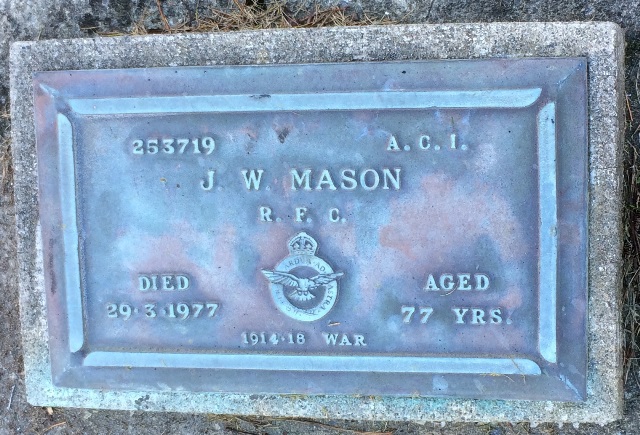 253719 A.C.I.
J. W. MASON
R. F. C.
DIED AGED
29·3·1977 77 YRS.
1914·18 WAR